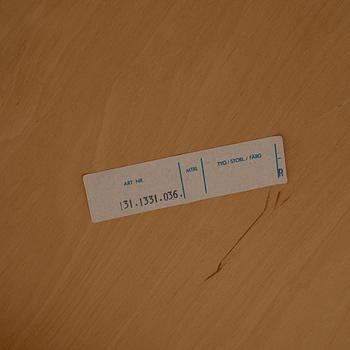 ART NR. MTRL TYG / STORL. / FÄRG
131.1331.036. R